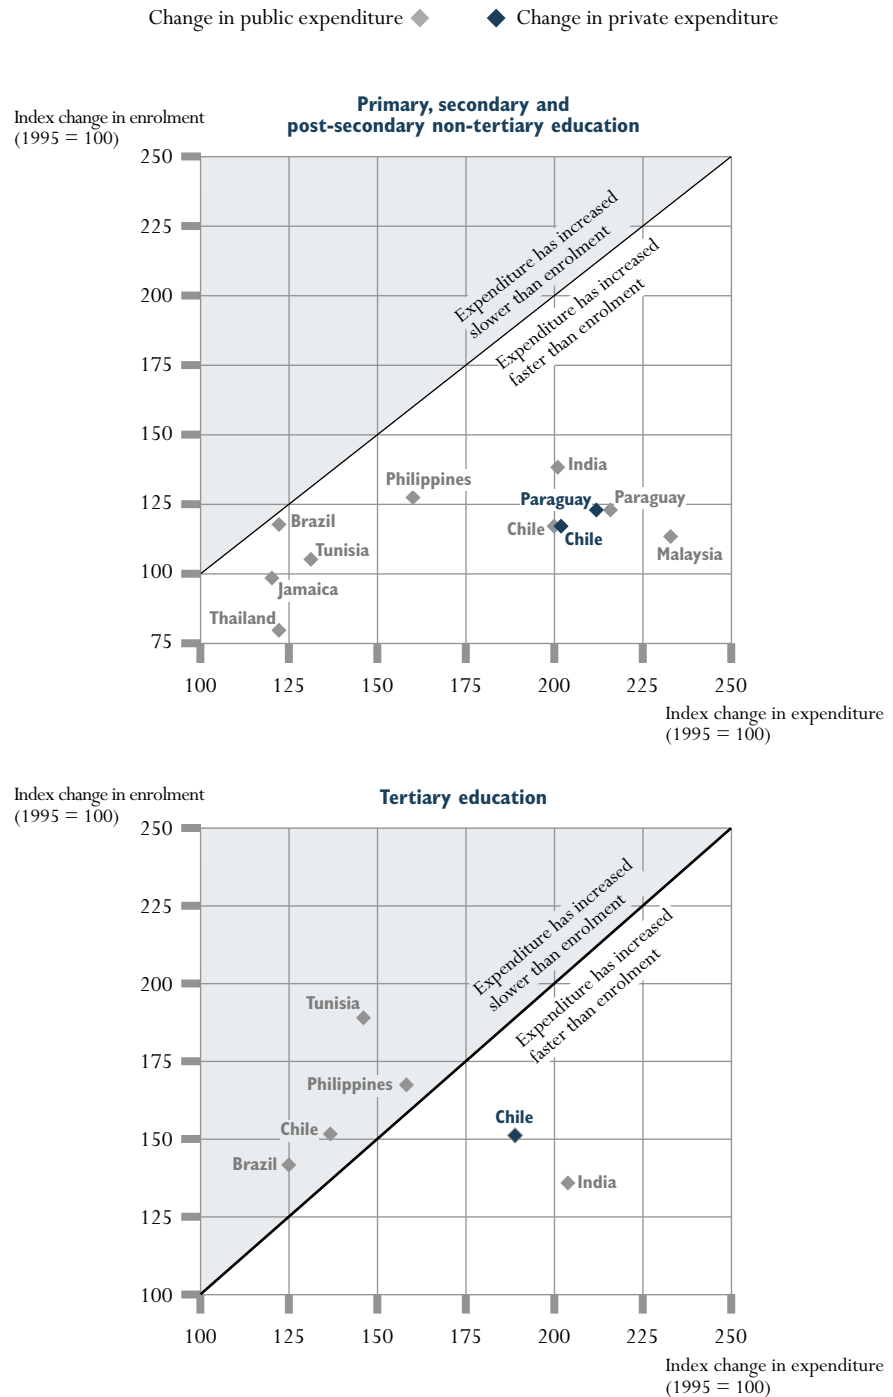 Change in public expenditure
Change in private expenditure
Primary, secondary and
post-secondary non-tertiary education
Index change in enrolment
(1995 = 100)
250
225
200
175
150
125
100
75
Expenditure has increased
slower than enrolment
Expenditure has increased
faster than enrolment
India
Philippines
Paraguay
Paraguay
Brazil
Chile
Chile
Tunisia
Malaysia
Jamaica
Thailand
100
125
150
175
200
225
250
Index change in expenditure
(1995 = 100)
Index change in enrolment
(1995 = 100)
Tertiary education
250
225
200
175
150
125
100
Expenditure has increased
slower than enrolment
Expenditure has increased
faster than enrolment
Tunisia
Philippines
Chile
Chile
Brazil
India
100
125
150
175
200
225
250
Index change in expenditure
(1995 = 100)